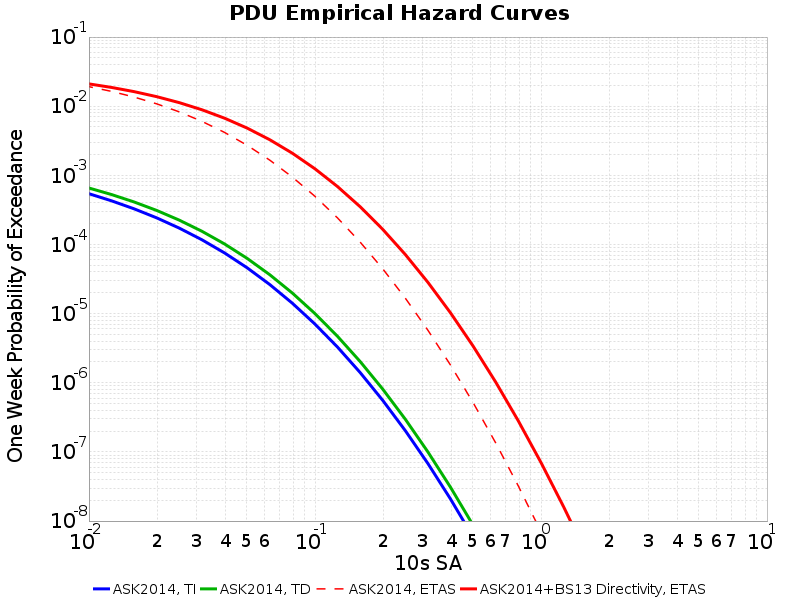 PDU Empirical Hazard Curves
One Week Probability of Exceedance
10-1
10-2
10-3
10-4
10-5
10-6
10-7
10-8
10-2 2 3 4 5 6 10-1 2 3 4 5 6 7 100 2 3 4 5 6 7 101
10s SA
ASK2014, TI ASK2014, TD ASK2014, ETAS ASK2014+BS13 Directivity, ETAS